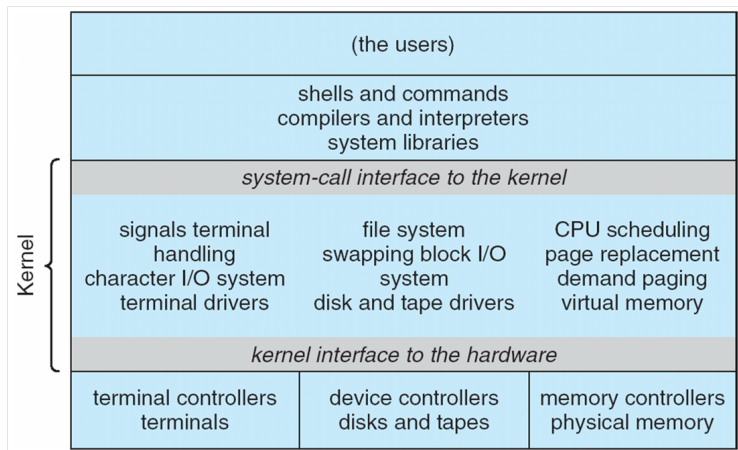 (the users)
shells and commands
compilers and interpreters
system libraries
Kernel
system-call interface to the kernel
signals terminal
handling
character I/O system
terminal drivers
file system
swapping block I/O
system
disk and tape drivers
CPU scheduling
page replacement
demand paging
virtual memory
kernel interface to the hardware
terminal controllers
terminals
device controllers
disks and tapes
memory controllers
physical memory